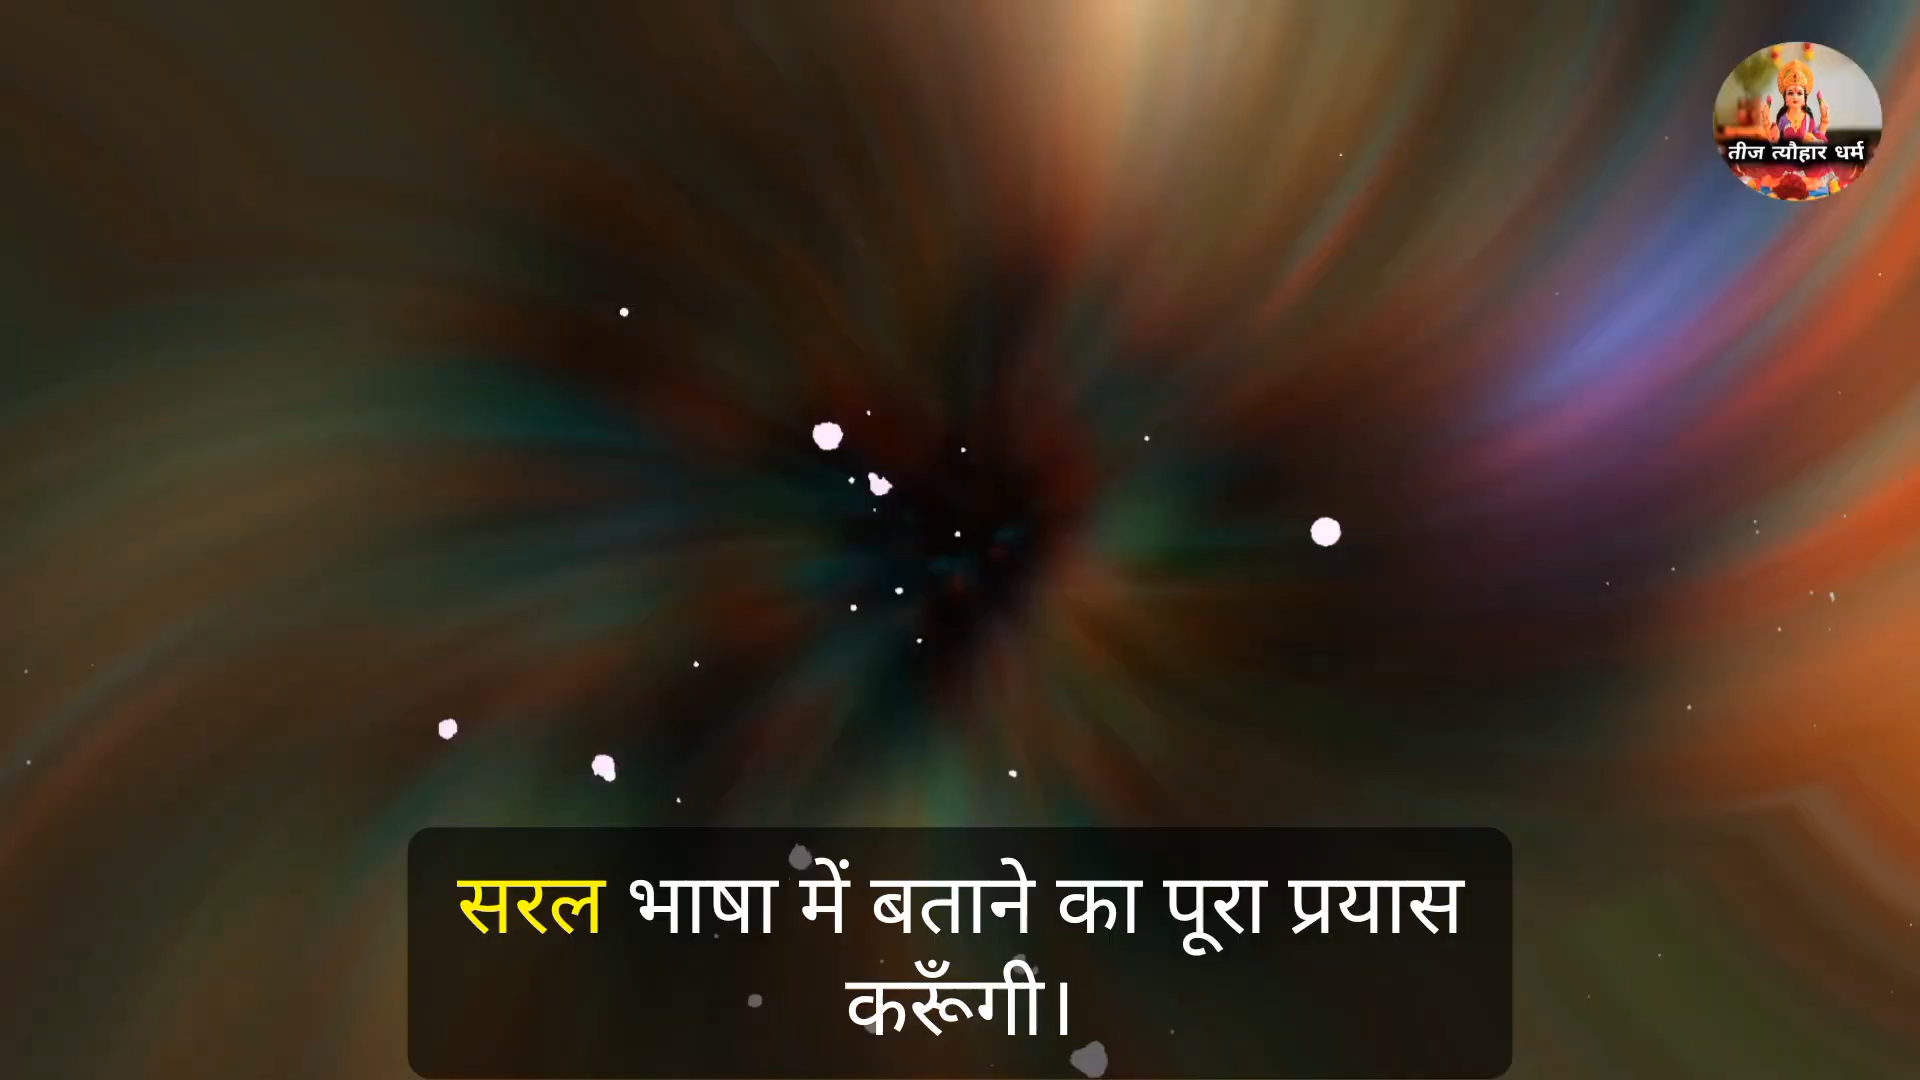 तीज त्यौहार धर्म
सरल भाषा में बताने का पूरा प्रयास
करूँगी।